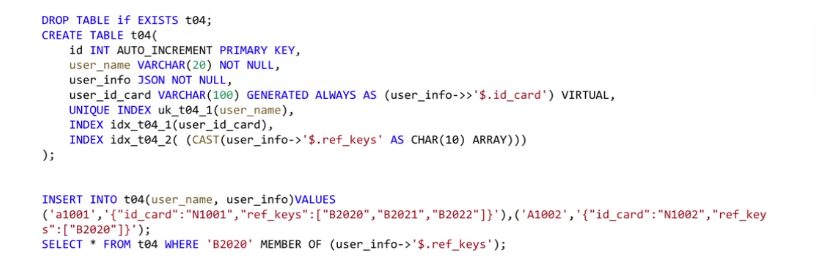 DROP TABLE if EXISTS t04;
CREATE TABLE t04(
    id INT AUTO_INCREMENT PRIMARY KEY,
    user_name VARCHAR(20) NOT NULL,
    user_info JSON NOT NULL,
    user_id_card VARCHAR(100) GENERATED ALWAYS AS (user_info->>'$.id_card') VIRTUAL,
    UNIQUE INDEX uk_t04_1(user_name),
    INDEX idx_t04_1(user_id_card),
    INDEX idx_t04_2( (CAST(user_info->'$.ref_keys' AS CHAR(10) ARRAY)))
);
INSERT INTO t04(user_name, user_info)VALUES
('a1001','{"id_card":"N1001","ref_keys":["B2020","B2021","B2022"]}'),('A1002','{"id_card":"N1002","ref_key
s":["B2020"]}');
SELECT * FROM t04 WHERE 'B2020' MEMBER OF (user_info->'$.ref_keys');